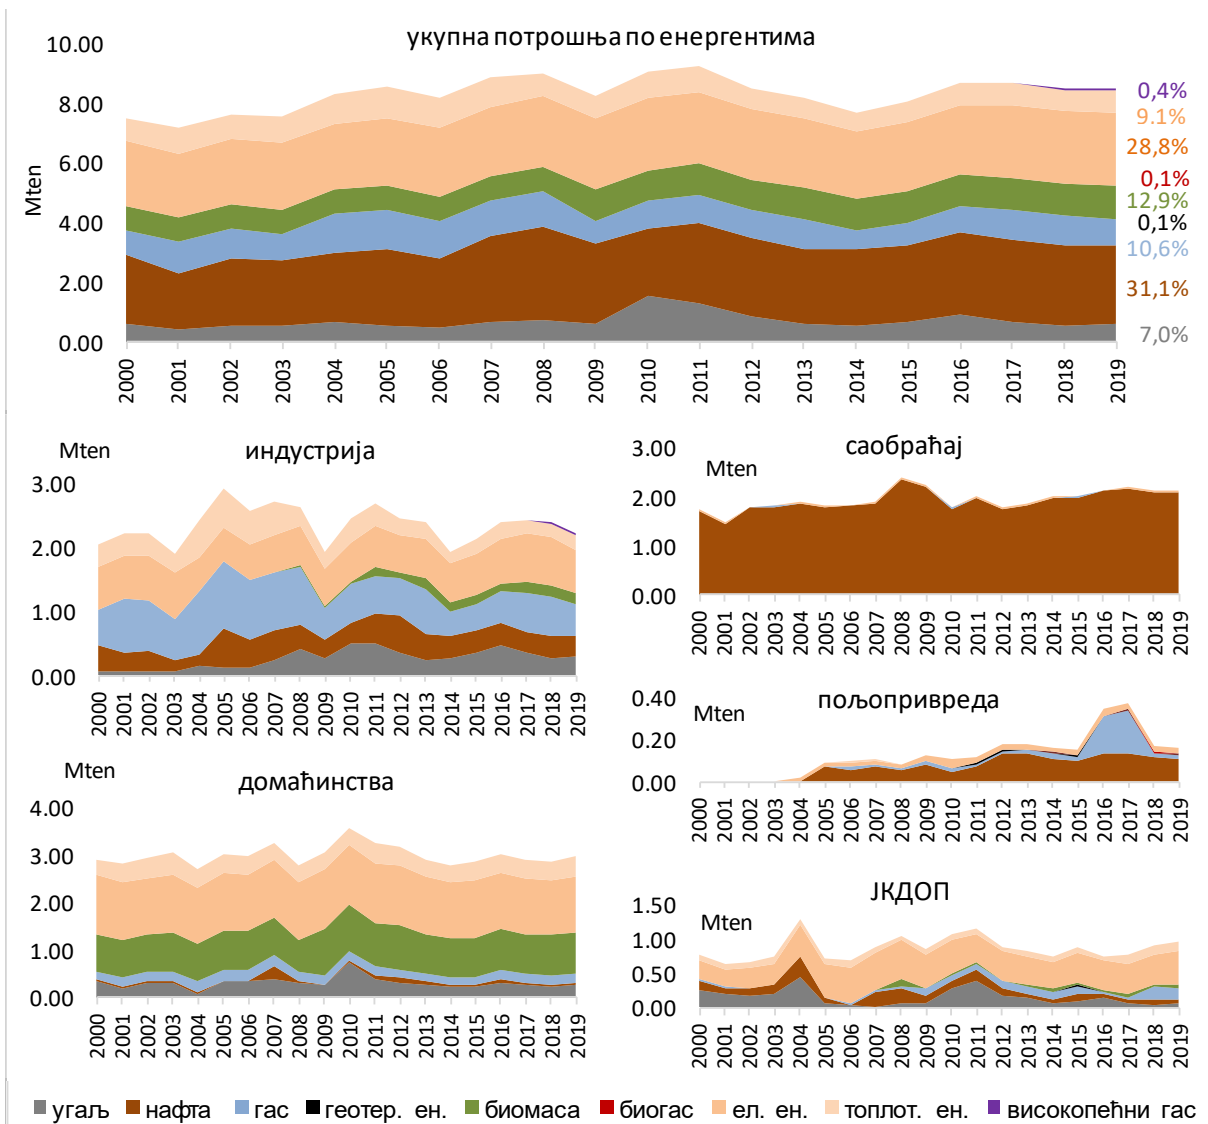 укупна потрошња по енергентима
Mten
10.00
8.00
6.00
4.00
2.00
0.00
0,4%
9.1%
28,8%
0,1%
12,9%
0,1%
10,6%
31,1%
7,0%
2000 2001 2002 2003 2004 2005 2006 2007 2008 2009 2010 2011 2012 2013 2014 2015 2016 2017 2018 2019
индустрија
Mten
3.00
2.00
1.00
0.00
2000 2001 2002 2003 2004 2005 2006 2007 2008 2009 2010 2011 2012 2013 2014 2015 2016 2017 2018 2019
саобраћај
Mten
3.00
2.00
1.00
0.00
2000 2001 2002 2003 2004 2005 2006 2007 2008 2009 2010 2011 2012 2013 2014 2015 2016 2017 2018 2019
пољопривреда
Mten
0.40
0.20
0.00
2000 2001 2002 2003 2004 2005 2006 2007 2008 2009 2010 2011 2012 2013 2014 2015 2016 2017 2018 2019
домаћинства
Mten
4.00
3.00
2.00
1.00
0.00
2000 2001 2002 2003 2004 2005 2006 2007 2008 2009 2010 2011 2012 2013 2014 2015 2016 2017 2018 2019
ЈКДОП
Mten
1.50
1.00
0.50
0.00
2000 2001 2002 2003 2004 2005 2006 2007 2008 2009 2010 2011 2012 2013 2014 2015 2016 2017 2018 2019
угаљ нафта гас геотер. ен. биомаса биогас ел. ен. топлот. ен. високопећни гас